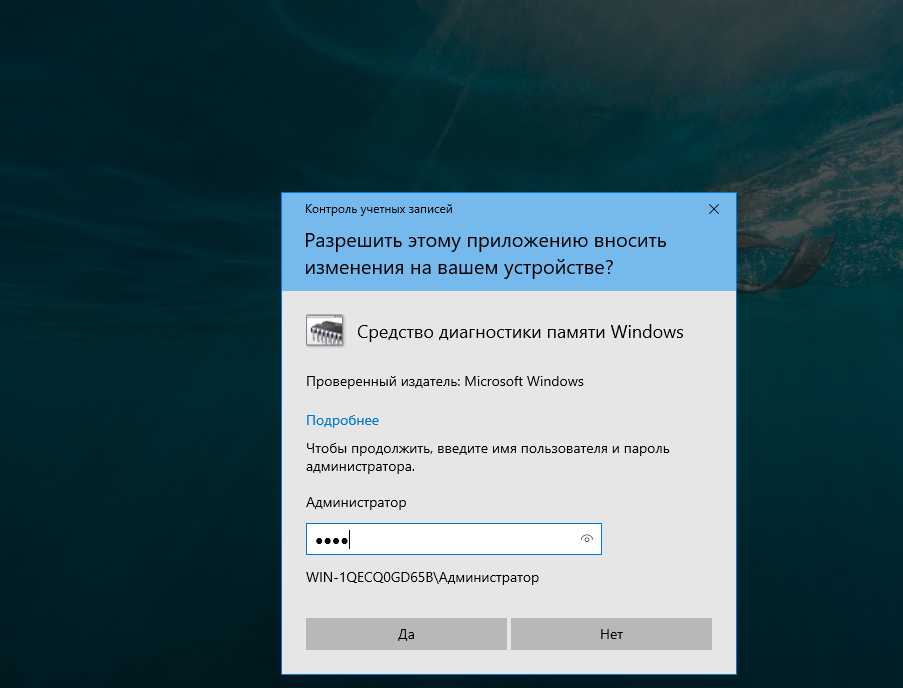 Контроль учетных записей
Разрешить этому приложению вносить
изменения на вашем устройстве?
Средство диагностики памяти Windows
Проверенный издатель: Microsoft Windows
Подробнее
Чтобы продолжить, введите имя пользователя и пароль
администратора.
Администратор
●●●●
WIN-1QECQ0GD65B\Администратор
Да
Нет